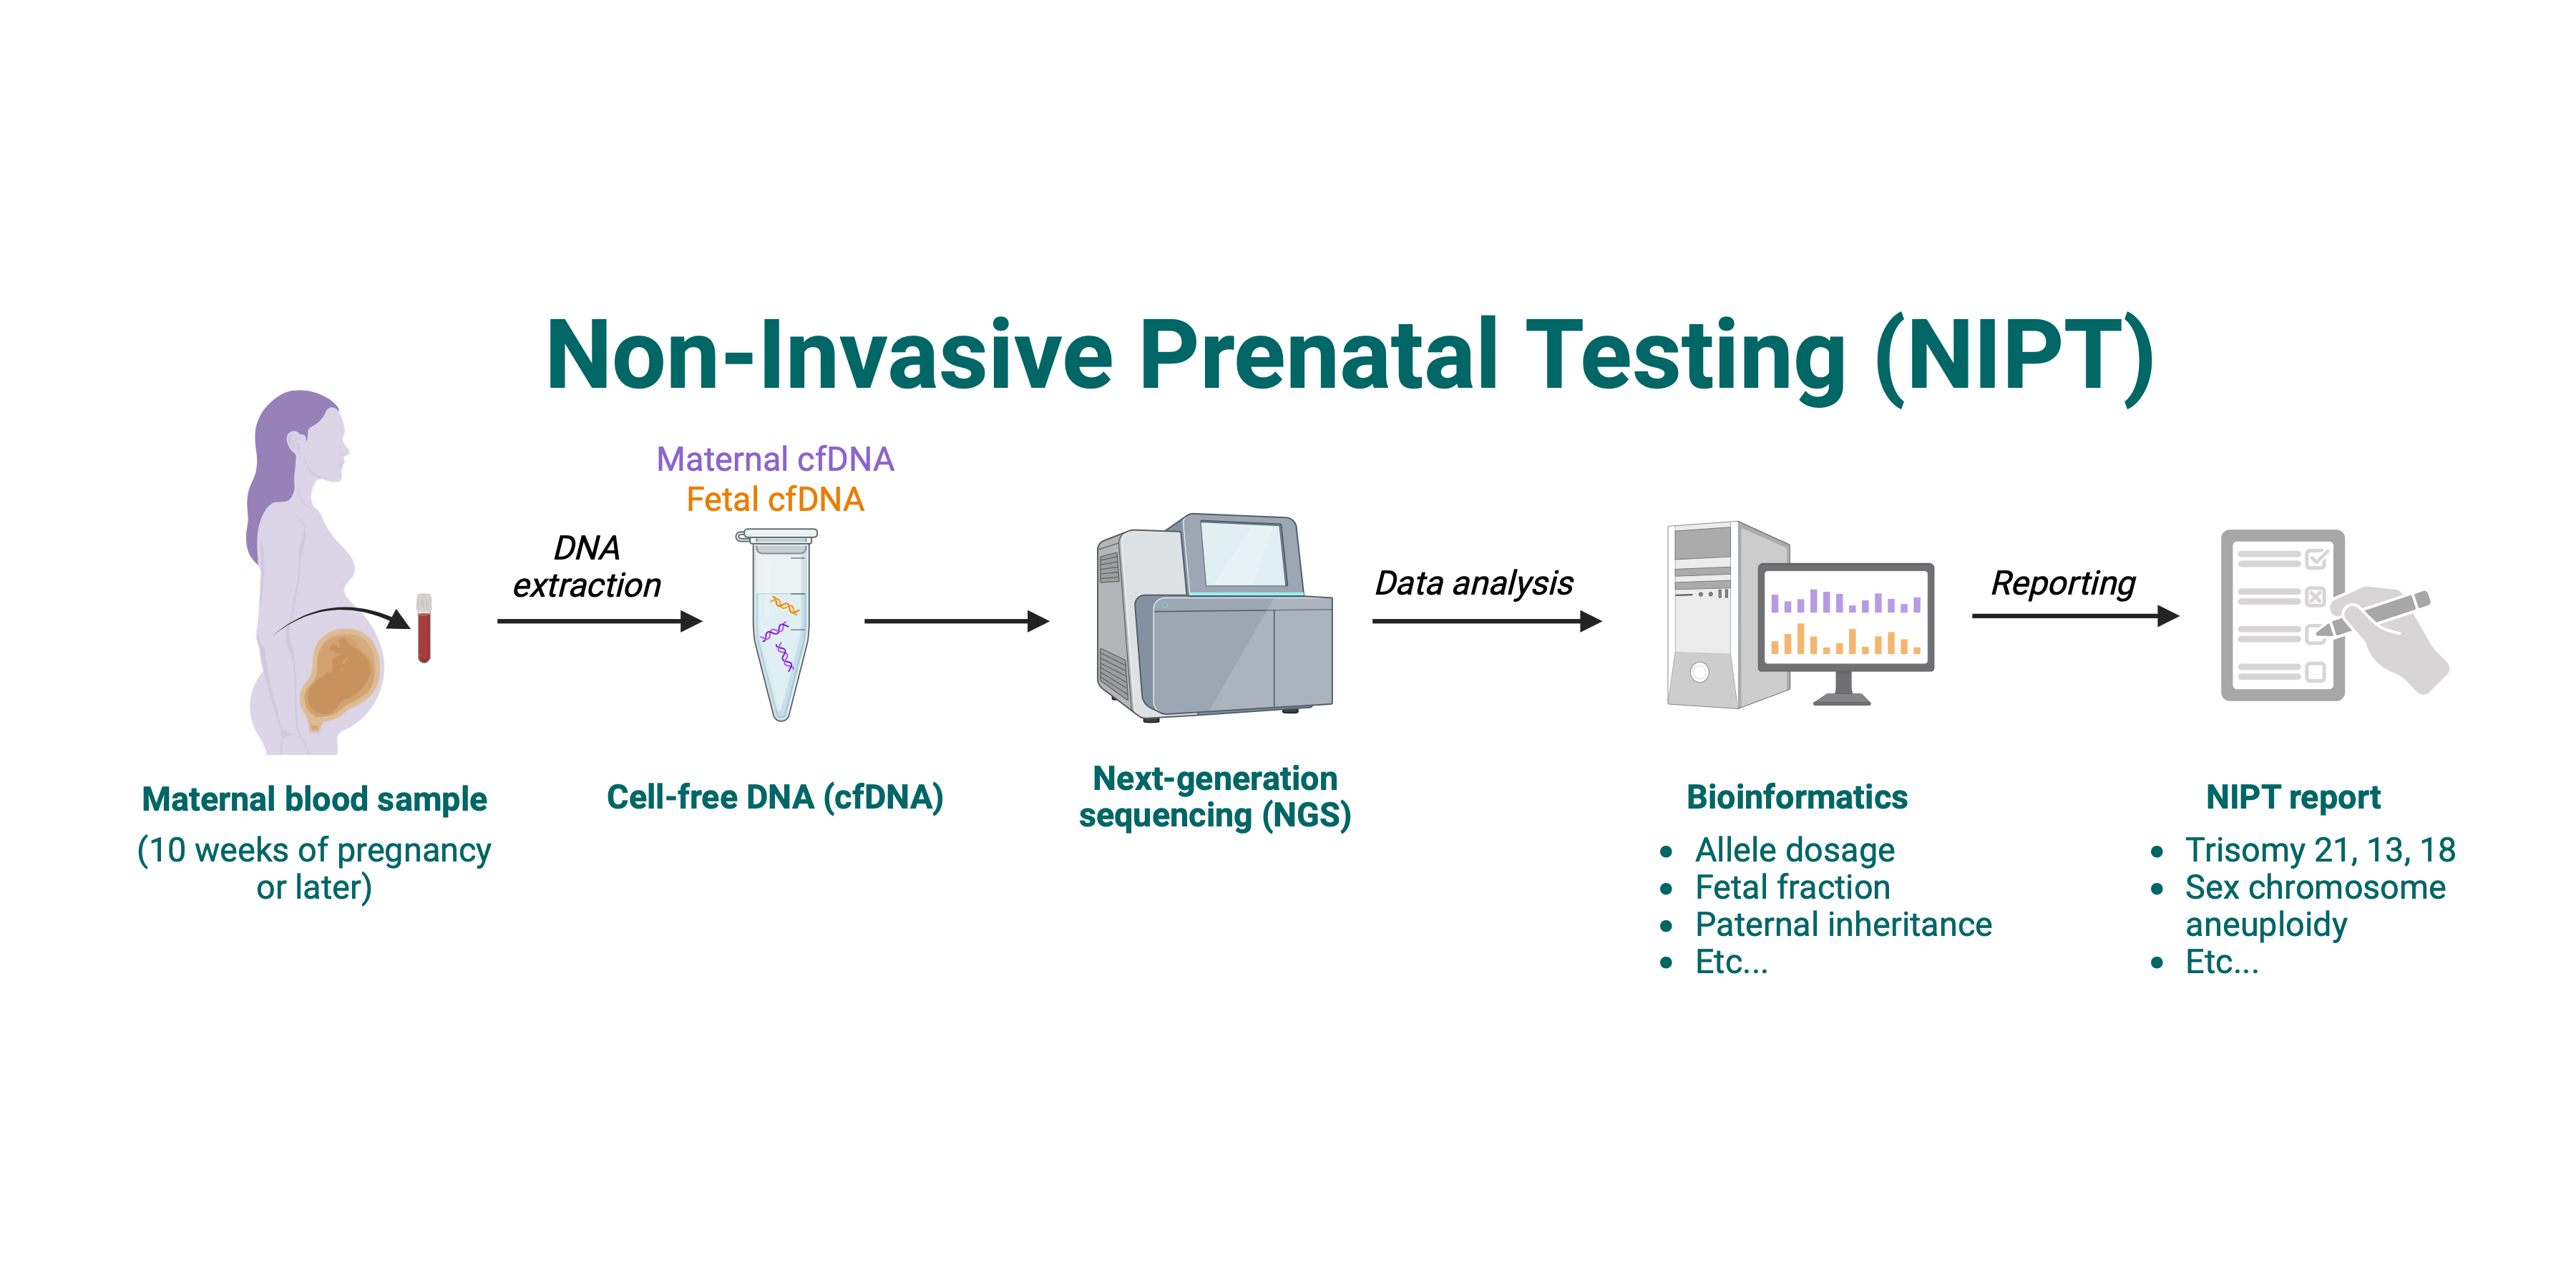 Non-Invasive Prenatal Testing (NIPT)
Maternal cfDNA
Fetal cfDNA
DNA
extraction
Data analysis
Reporting
Maternal blood sample
(10 weeks of pregnancy
or later)
Cell-free DNA (cfDNA)
Next-generation
sequencing (NGS)
Bioinformatics
• Allele dosage
• Fetal fraction
• Paternal inheritance
• Etc...
NIPT report
• Trisomy 21, 13, 18
• Sex chromosome
aneuploidy
• Etc...